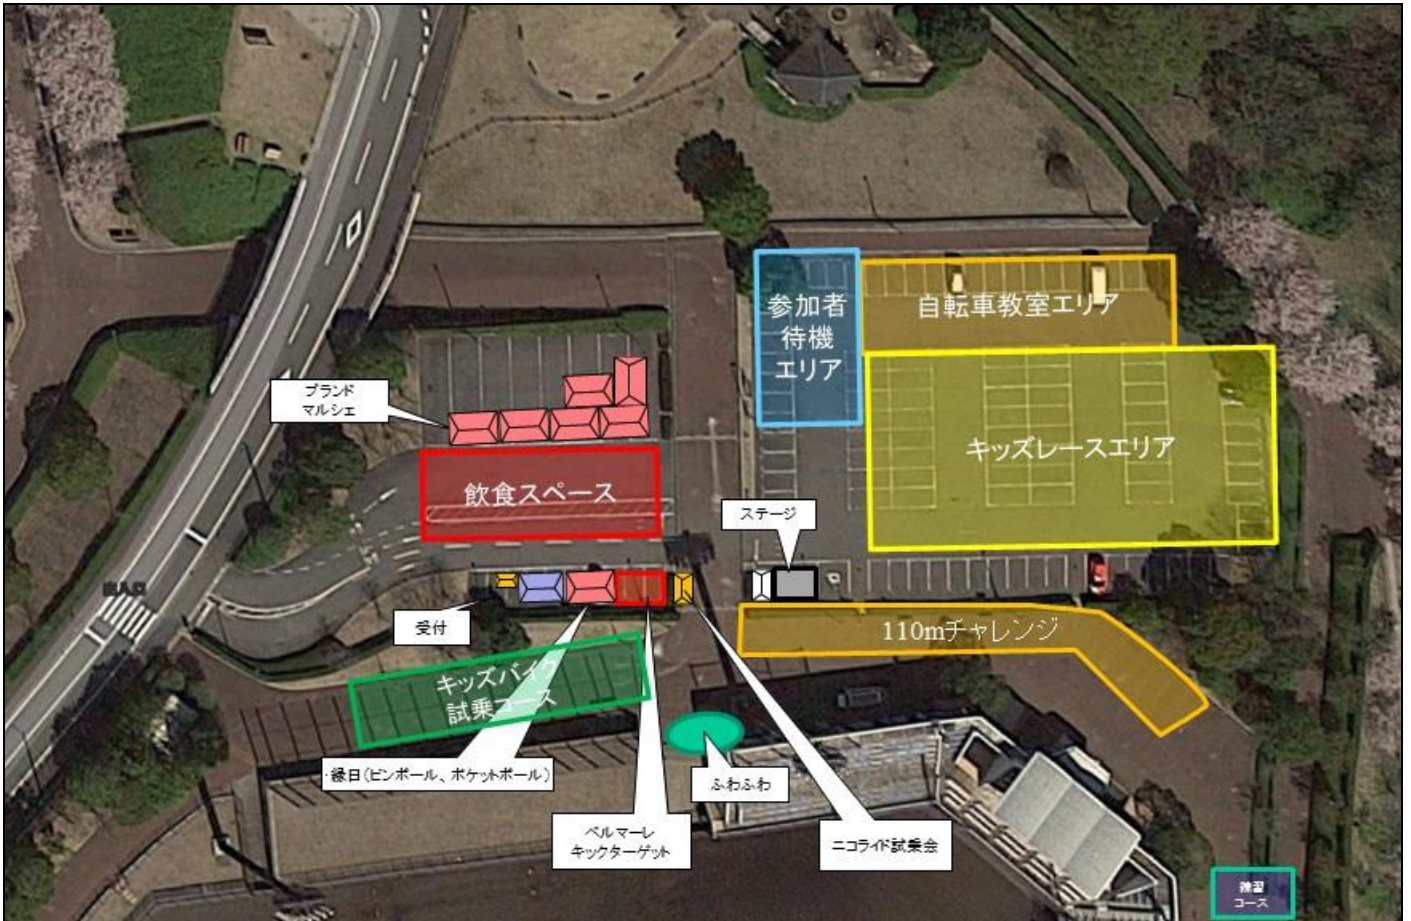 参加者
待機
エリア
自転車教室エリア
ブランド
マルシェ
キッズレースエリア
飲食スペース
ステージ
出入口
受付
110mチャレンジ
キッズバイク
試乗コース
・縁日(ピンボール、ポケットボール)
ふわふわ
ベルマーレ
キックターゲット
ニコライド試乗会
練習
コース